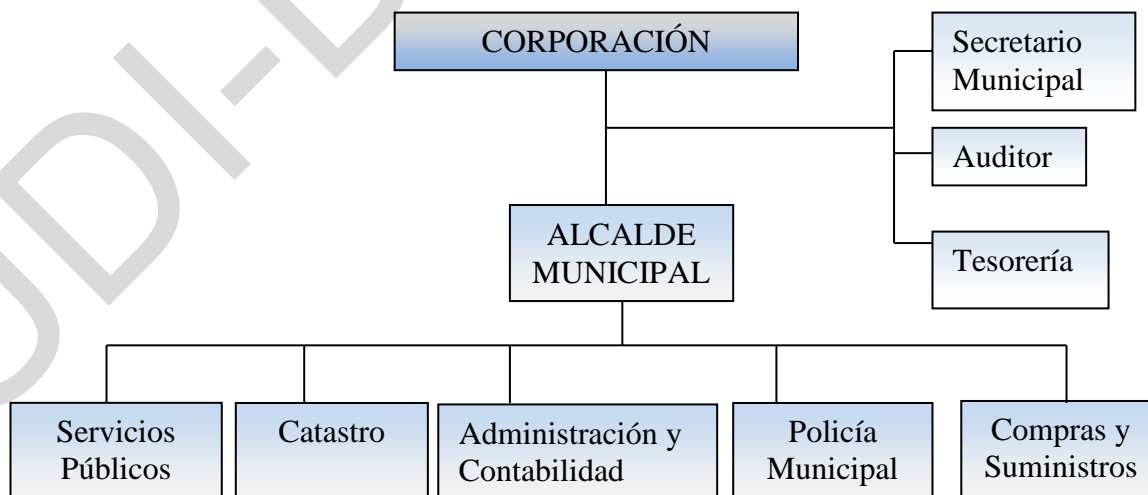 CORPORACIÓN
Secretario
Municipal
Auditor
Tesorería
ALCALDE
MUNICIPAL
Servicios
Públicos
Catastro
Administración y
Contabilidad
Policía
Municipal
Compras y
Suministros